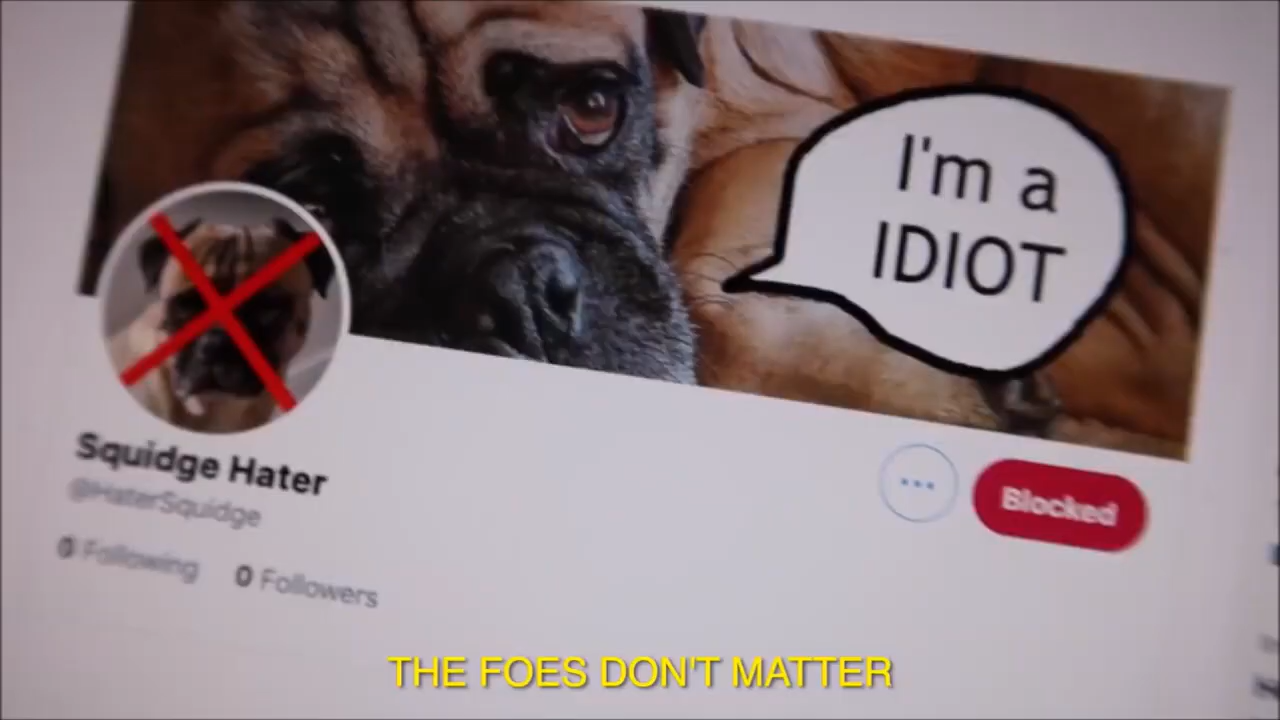 I'm a
IDIOT
Squidge Hater
@HaterSquidge
0 Following 0 Followers
Blocked
THE FOES DON'T MATTER